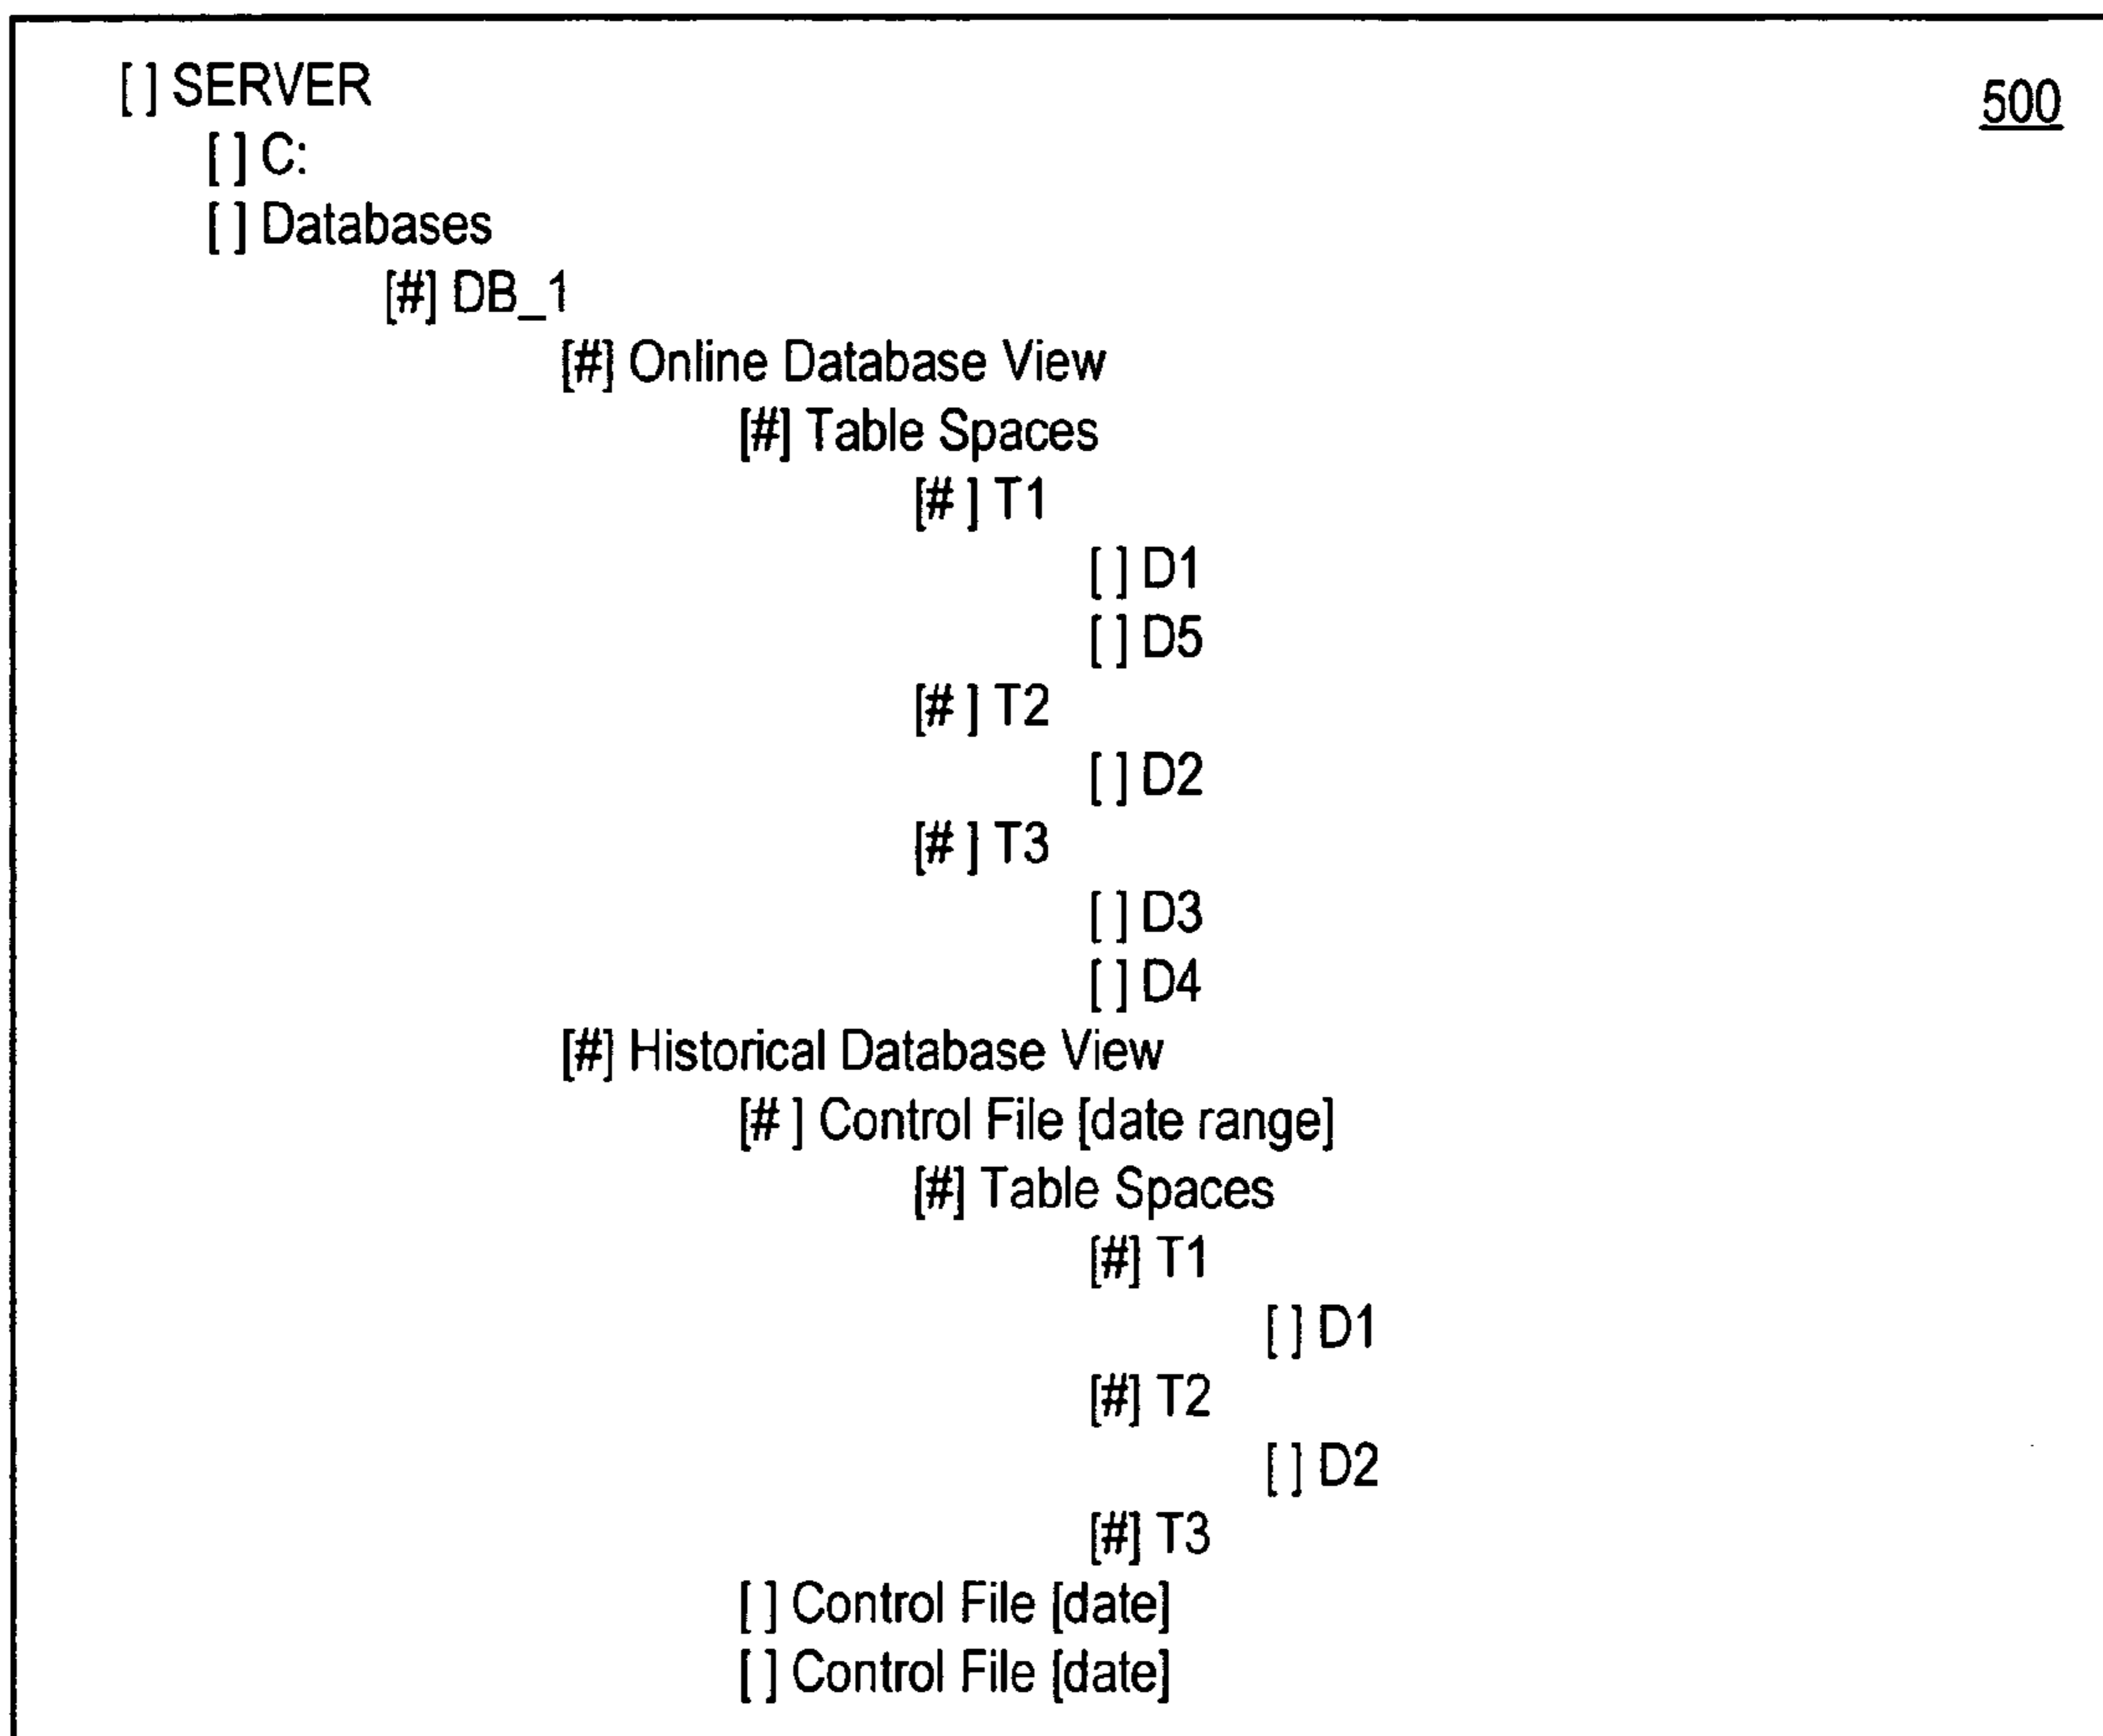 [ ] SERVER 500
[ ] C:
[ ] Databases
[#] DB_1
[#] Online Database View
[#] Table Spaces
[# ] T1
[ ] D1
[ ] D5
[# ] T2
[ ] D2
[# ] T3
[ ] D3
[ ] D4
[#] Historical Database View
[# ] Control File [date range]
[#] Table Spaces
[#] T1
[ ] D1
[#] T2
[ ] D2
[#] T3
[ ] Control File [date]
[ ] Control File [date]